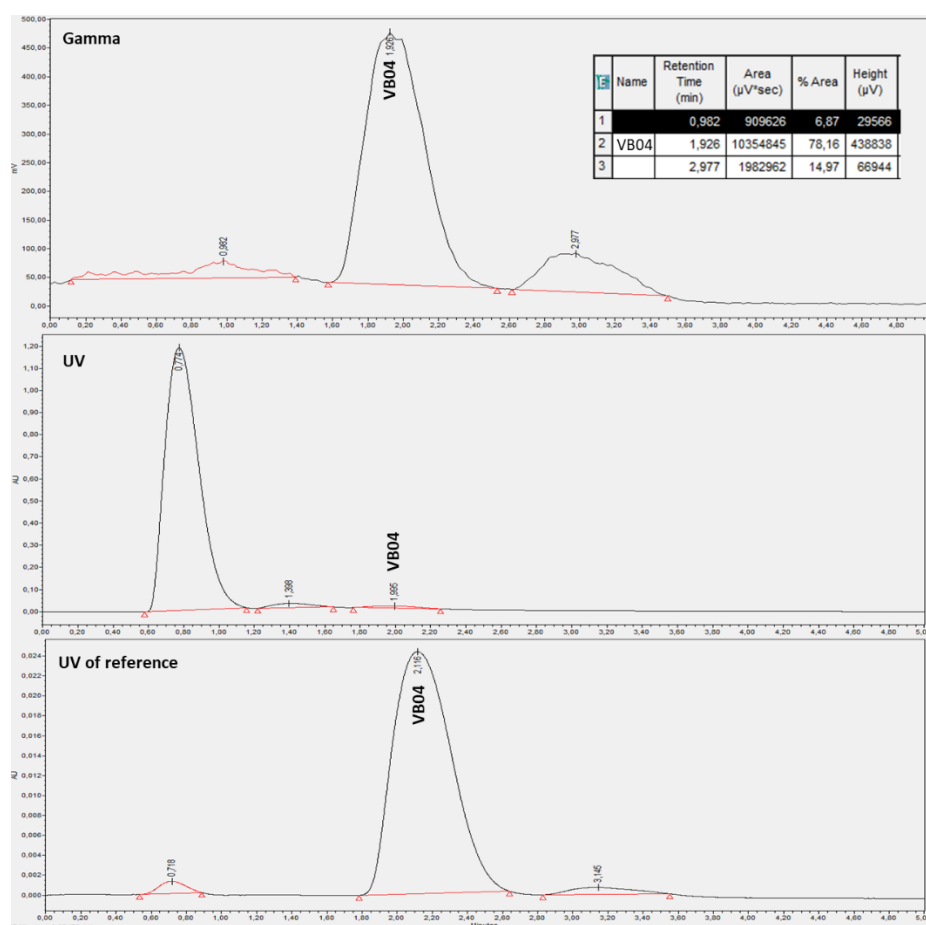 Gamma
500,00
450,00
400,00
350,00
300,00
250,00
200,00
150,00
100,00
50,00
0,00
mV
0,982
VB04
1,926
2,977
Name Retention Time (min) Area (µV*sec) % Area Height (µV)
1 0,982 909626 6,87 29566
2 VB04 1,926 10354845 78,16 438838
3 2,977 1982962 14,97 66944
0,00 0,20 0,40 0,60 0,80 1,00 1,20 1,40 1,60 1,80 2,00 2,20 2,40 2,60 2,80 3,00 3,20 3,40 3,60 3,80 4,00 4,20 4,40 4,60 4,80
UV
1,20
1,10
1,00
0,90
0,80
0,70
0,60
0,50
0,40
0,30
0,20
0,10
0,00
AU
0,774
1,398
VB04
1,995
0,00 0,20 0,40 0,60 0,80 1,00 1,20 1,40 1,60 1,80 2,00 2,20 2,40 2,60 2,80 3,00 3,20 3,40 3,60 3,80 4,00 4,20 4,40 4,60 4,80
UV of reference
0,024
0,022
0,020
0,018
0,016
0,014
0,012
0,010
0,008
0,006
0,004
0,002
0,000
AU
0,718
VB04
2,116
3,145
0,00 0,20 0,40 0,60 0,80 1,00 1,20 1,40 1,60 1,80 2,00 2,20 2,40 2,60 2,80 3,00 3,20 3,40 3,60 3,80 4,00 4,20 4,40 4,60 4,80
Minutes